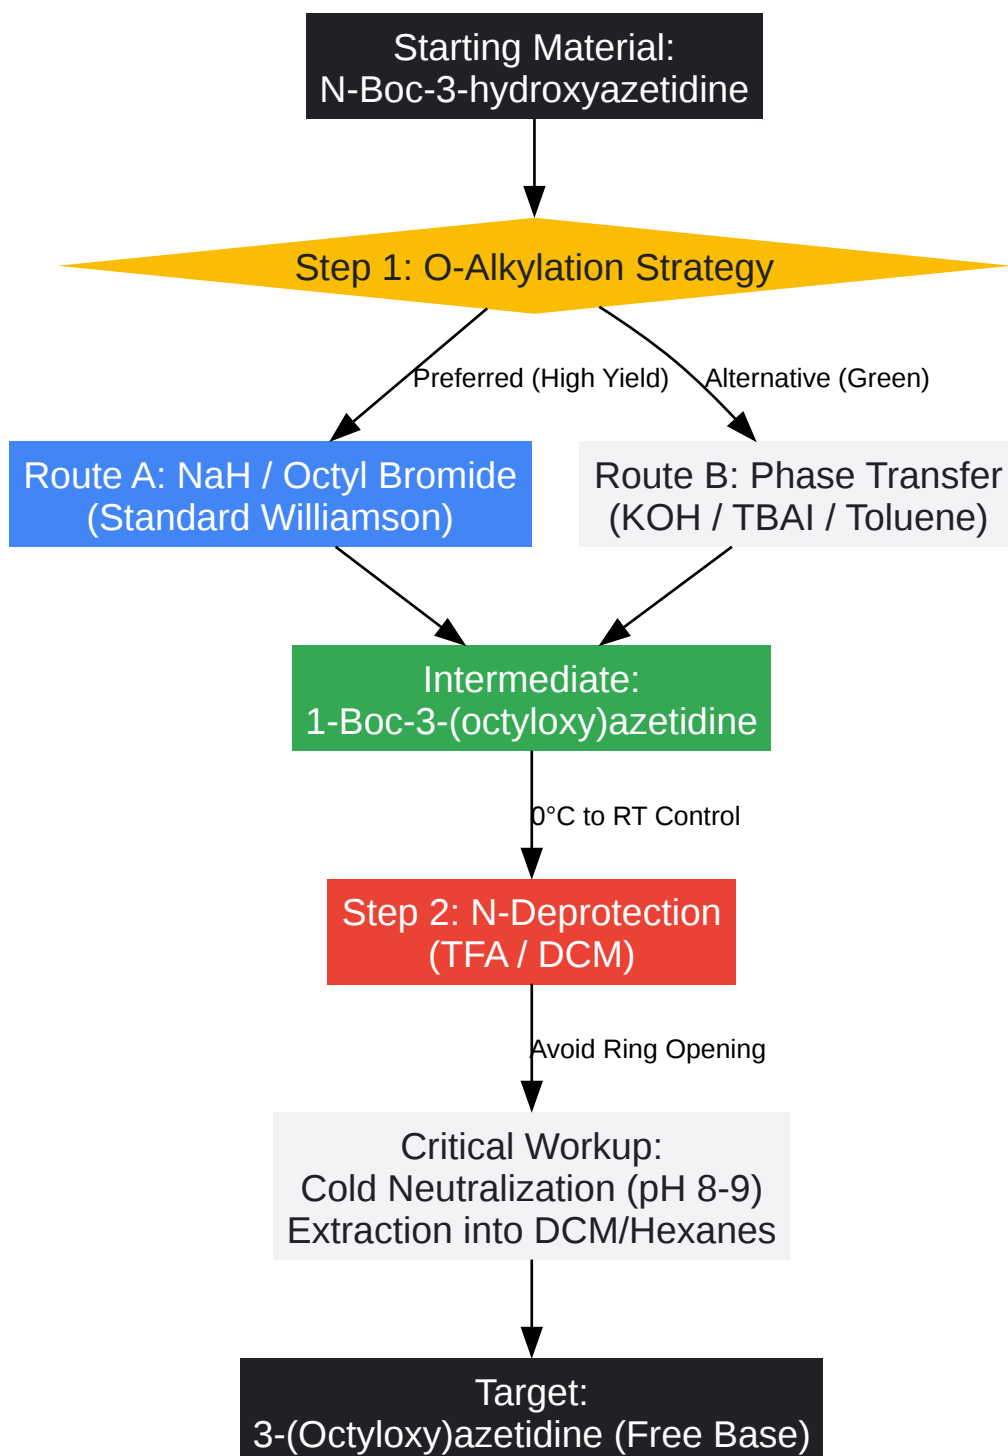 Starting Material:
N-Boc-3-hydroxyazetidine
Step 1: O-Alkylation Strategy
Preferred (High Yield)
Alternative (Green)
Route A: NaH / Octyl Bromide
(Standard Williamson)
Route B: Phase Transfer
(KOH / TBAI / Toluene)
Intermediate:
1-Boc-3-(octyloxy)azetidine
0°C to RT Control
Step 2: N-Deprotection
(TFA / DCM)
Avoid Ring Opening
Critical Workup:
Cold Neutralization (pH 8-9)
Extraction into DCM/Hexanes
Target:
3-(Octyloxy)azetidine (Free Base)